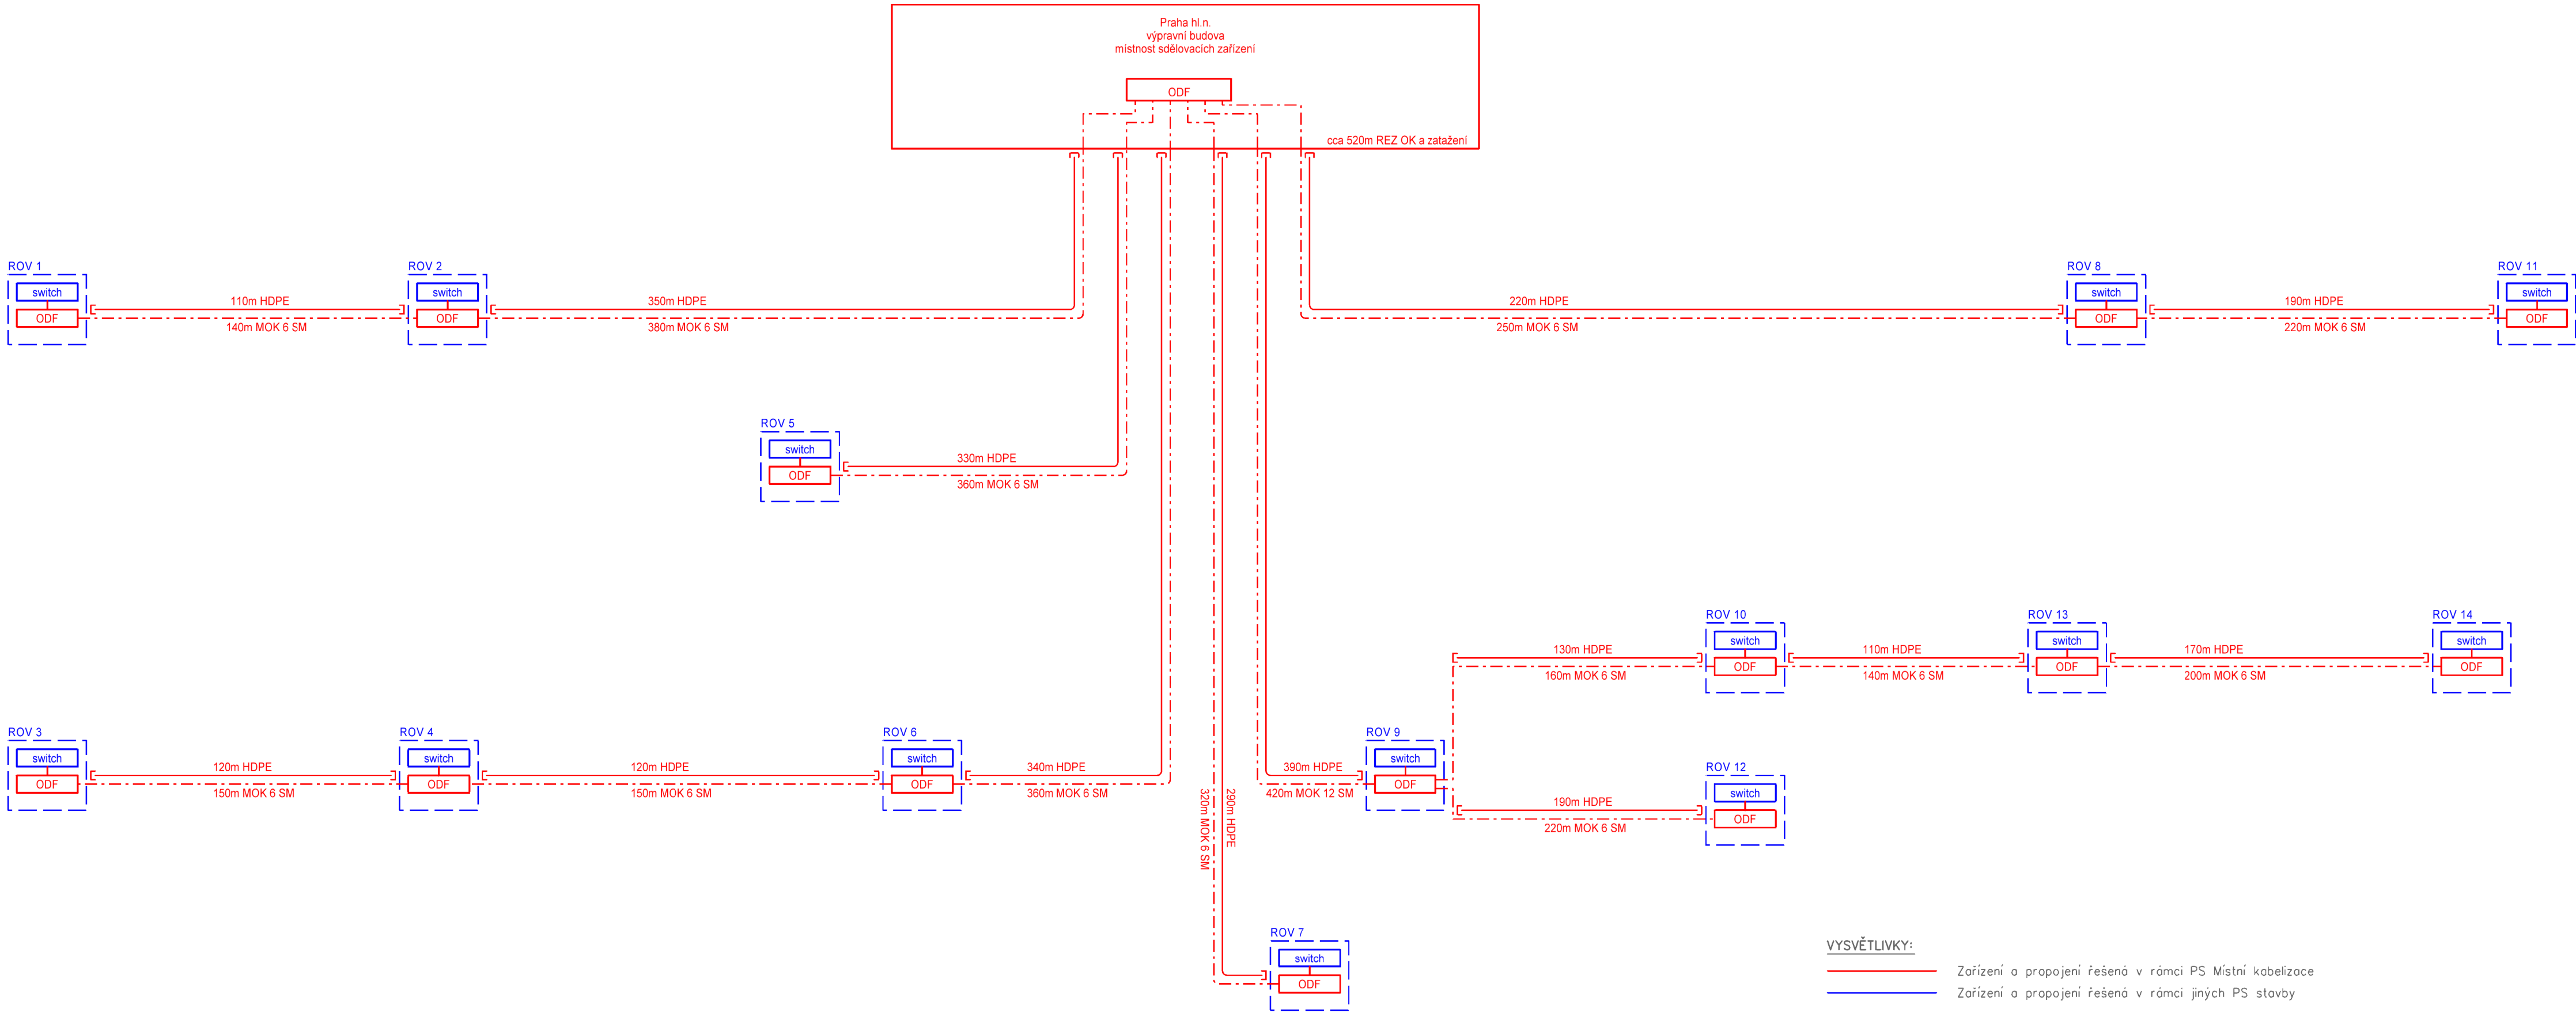 Praha hl.n.
výpravní budova
místnost sdělovacích zařízení
ODF
cca 520m REZ OK a zatažení
ROV 1
switch
ODF
110m HDPE
140m MOK 6 SM
ROV 2
switch
ODF
350m HDPE
380m MOK 6 SM
220m HDPE
250m MOK 6 SM
ROV 8
switch
ODF
190m HDPE
220m MOK 6 SM
ROV 11
switch
ODF
ROV 5
switch
ODF
330m HDPE
360m MOK 6 SM
ROV 3
switch
ODF
120m HDPE
150m MOK 6 SM
ROV 4
switch
ODF
120m HDPE
150m MOK 6 SM
ROV 6
switch
ODF
340m HDPE
360m MOK 6 SM
320m MOK 6 SM
290m HDPE
390m HDPE
420m MOK 12 SM
ROV 9
switch
ODF
130m HDPE
160m MOK 6 SM
ROV 10
switch
ODF
110m HDPE
140m MOK 6 SM
ROV 13
switch
ODF
170m HDPE
200m MOK 6 SM
ROV 14
switch
ODF
190m HDPE
220m MOK 6 SM
ROV 12
switch
ODF
ROV 7
switch
ODF
VYSVĚTLIVKY:
Zařízení a propojení řešená v rámci PS Místní kabelizace
Zařízení a propojení řešená v rámci jiných PS stavby